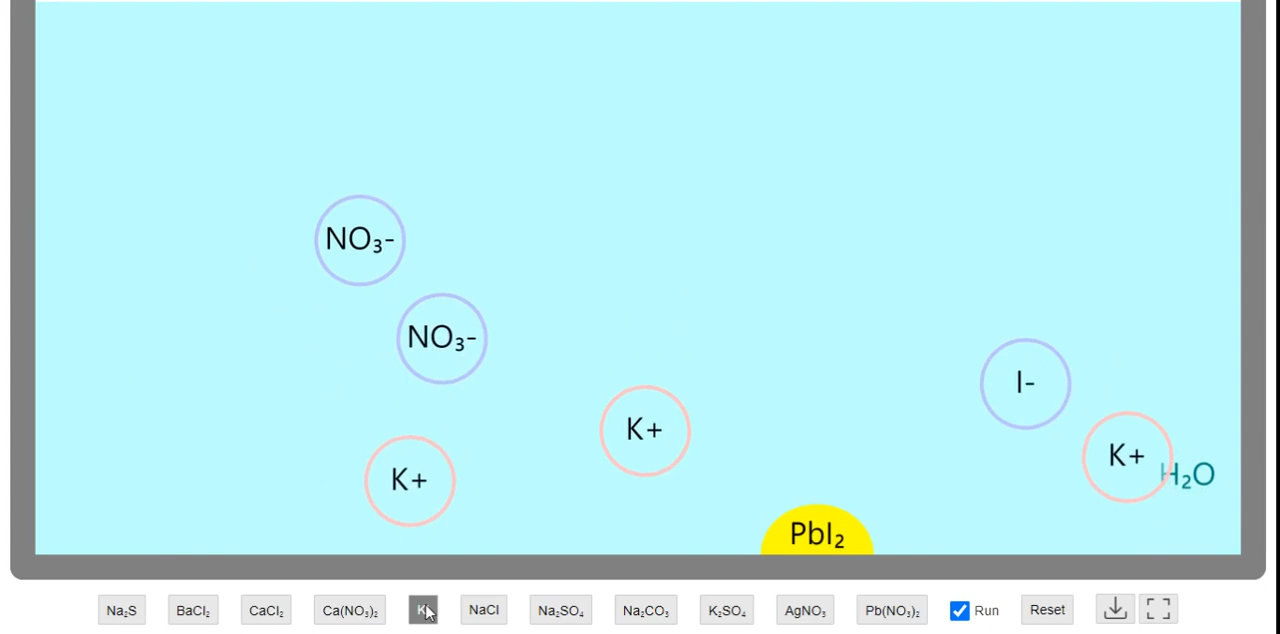 NO₃-
NO₃-
I-
K+
K+
H₂O
K+
PbI₂
Na₂S BaCl₂ CaCl₂ Ca(NO₃)₂ K NaCl Na₂SO₄ Na₂CO₃ K₂SO₄ AgNO₃ Pb(NO₃)₂ Run Reset